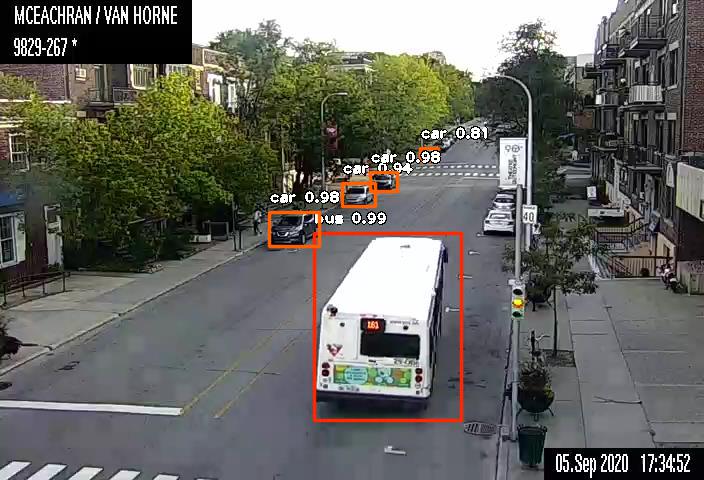 MCEACHRAN / VAN HORNE
9829-267 *
car 0.81
car 0.98
car 0.94
car 0.98
bus 0.99
40
161
05.Sep 2020 17:34:52